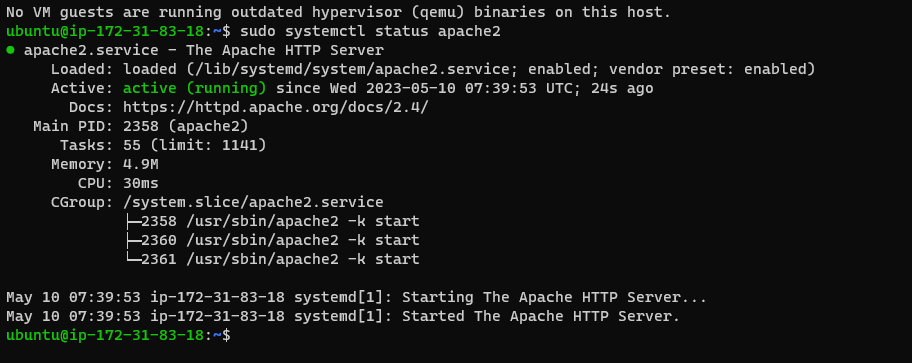 No VM guests are running outdated hypervisor (qemu) binaries on this host.
ubuntu@ip-172-31-83-18:~$ sudo systemctl status apache2
● apache2.service - The Apache HTTP Server
     Loaded: loaded (/lib/systemd/system/apache2.service; enabled; vendor preset: enabled)
     Active: active (running) since Wed 2023-05-10 07:39:53 UTC; 24s ago
       Docs: https://httpd.apache.org/docs/2.4/
   Main PID: 2358 (apache2)
      Tasks: 55 (limit: 1141)
     Memory: 4.9M
        CPU: 30ms
     CGroup: /system.slice/apache2.service
             ├─2358 /usr/sbin/apache2 -k start
             ├─2360 /usr/sbin/apache2 -k start
             └─2361 /usr/sbin/apache2 -k start
May 10 07:39:53 ip-172-31-83-18 systemd[1]: Starting The Apache HTTP Server...
May 10 07:39:53 ip-172-31-83-18 systemd[1]: Started The Apache HTTP Server.
ubuntu@ip-172-31-83-18:~$